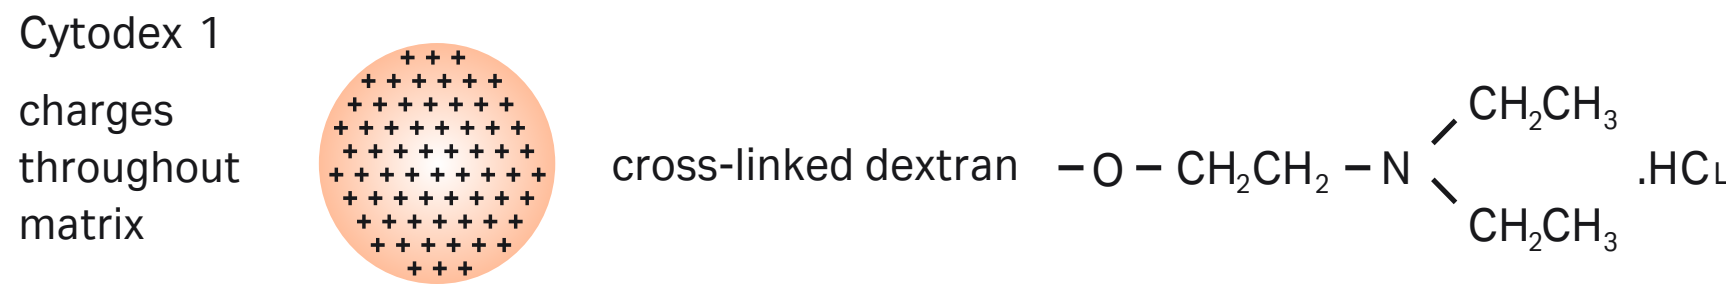 Cytodex 1
charges
throughout
matrix
+ + +
+ + + + + +
+ + + + + + +
+ + + + + + + +
+ + + + + + + +
+ + + + + + + + +
+ + + + + + + +
+ + + + + + +
+ + + + + +
+ + +
cross-linked dextran – O – CH₂CH₂ – N
CH₂CH₃
.HCL
CH₂CH₃